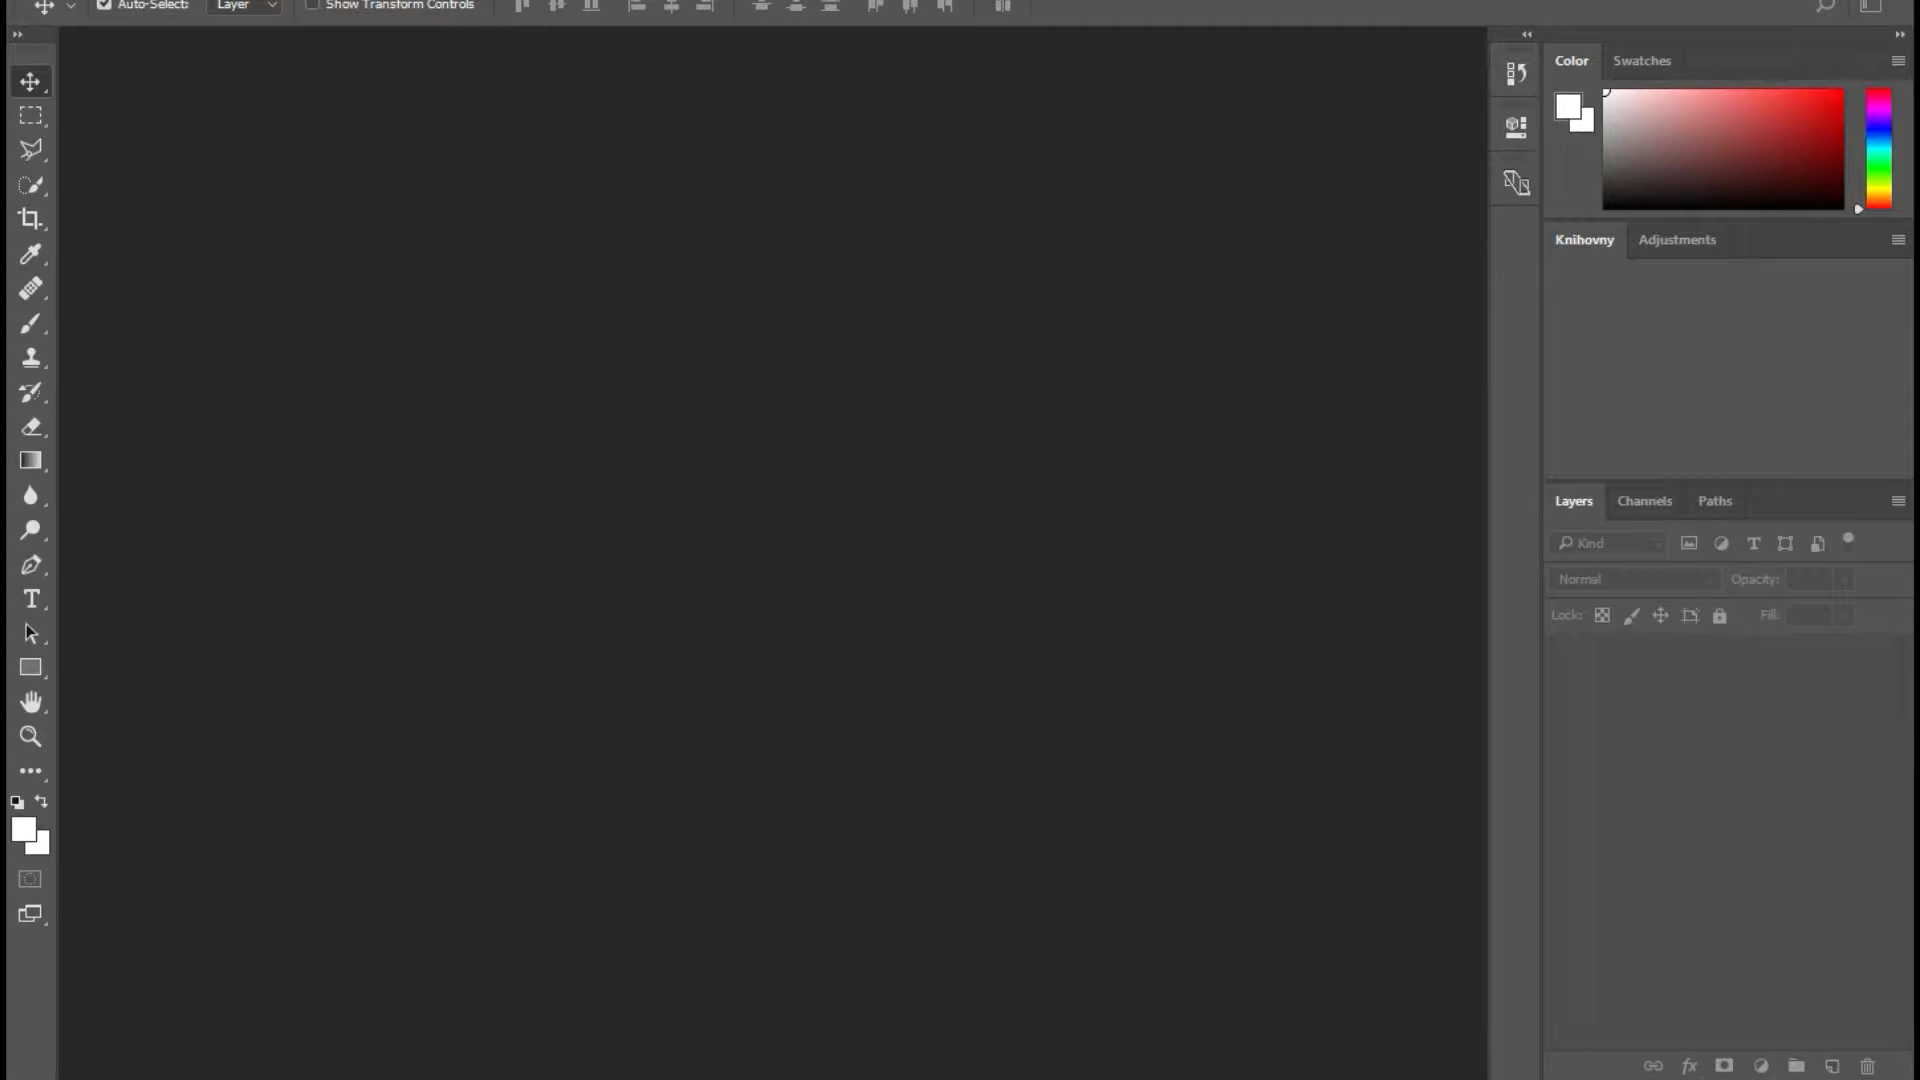 Auto-Select: Layer Show Transform Controls
Color Swatches
Knihovny Adjustments
Layers Channels Paths
Kind
Normal Opacity:
Lock: Fill: